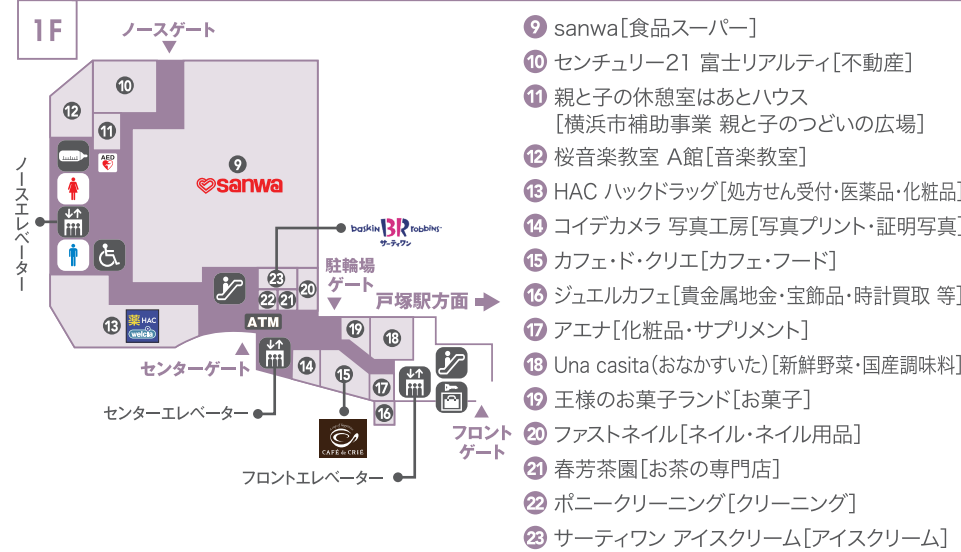 1F
ノースゲート
10
12
11
AED
9
sanwa
ノースエレベーター
baskin BR robbins
サーティワン
駐輪場
ゲート
戸塚駅方面
23
22
21
20
ATM
13
薬 HAC
welcia
19
18
センターゲート
14
15
17
16
センターエレベーター
CAFÉ de CRIÉ
フロント
ゲート
フロントエレベーター
9 sanwa[食品スーパー]
10 センチュリー21 富士リアルティ[不動産]
11 親と子の休憩室はあとハウス
[横浜市補助事業 親と子のつどいの広場]
12 桜音楽教室 A館[音楽教室]
13 HAC ハックドラッグ[処方せん受付・医薬品・化粧品]
14 コイデカメラ 写真工房[写真プリント・証明写真]
15 カフェ・ド・クリエ[カフェ・フード]
16 ジュエルカフェ[貴金属地金・宝飾品・時計買取 等]
17 アエナ[化粧品・サプリメント]
18 Una casita(おなかすいた)[新鮮野菜・国産調味料]
19 王様のお菓子ランド[お菓子]
20 ファストネイル[ネイル・ネイル用品]
21 春芳茶園[お茶の専門店]
22 ポニークリーニング[クリーニング]
23 サーティワン アイスクリーム[アイスクリーム]